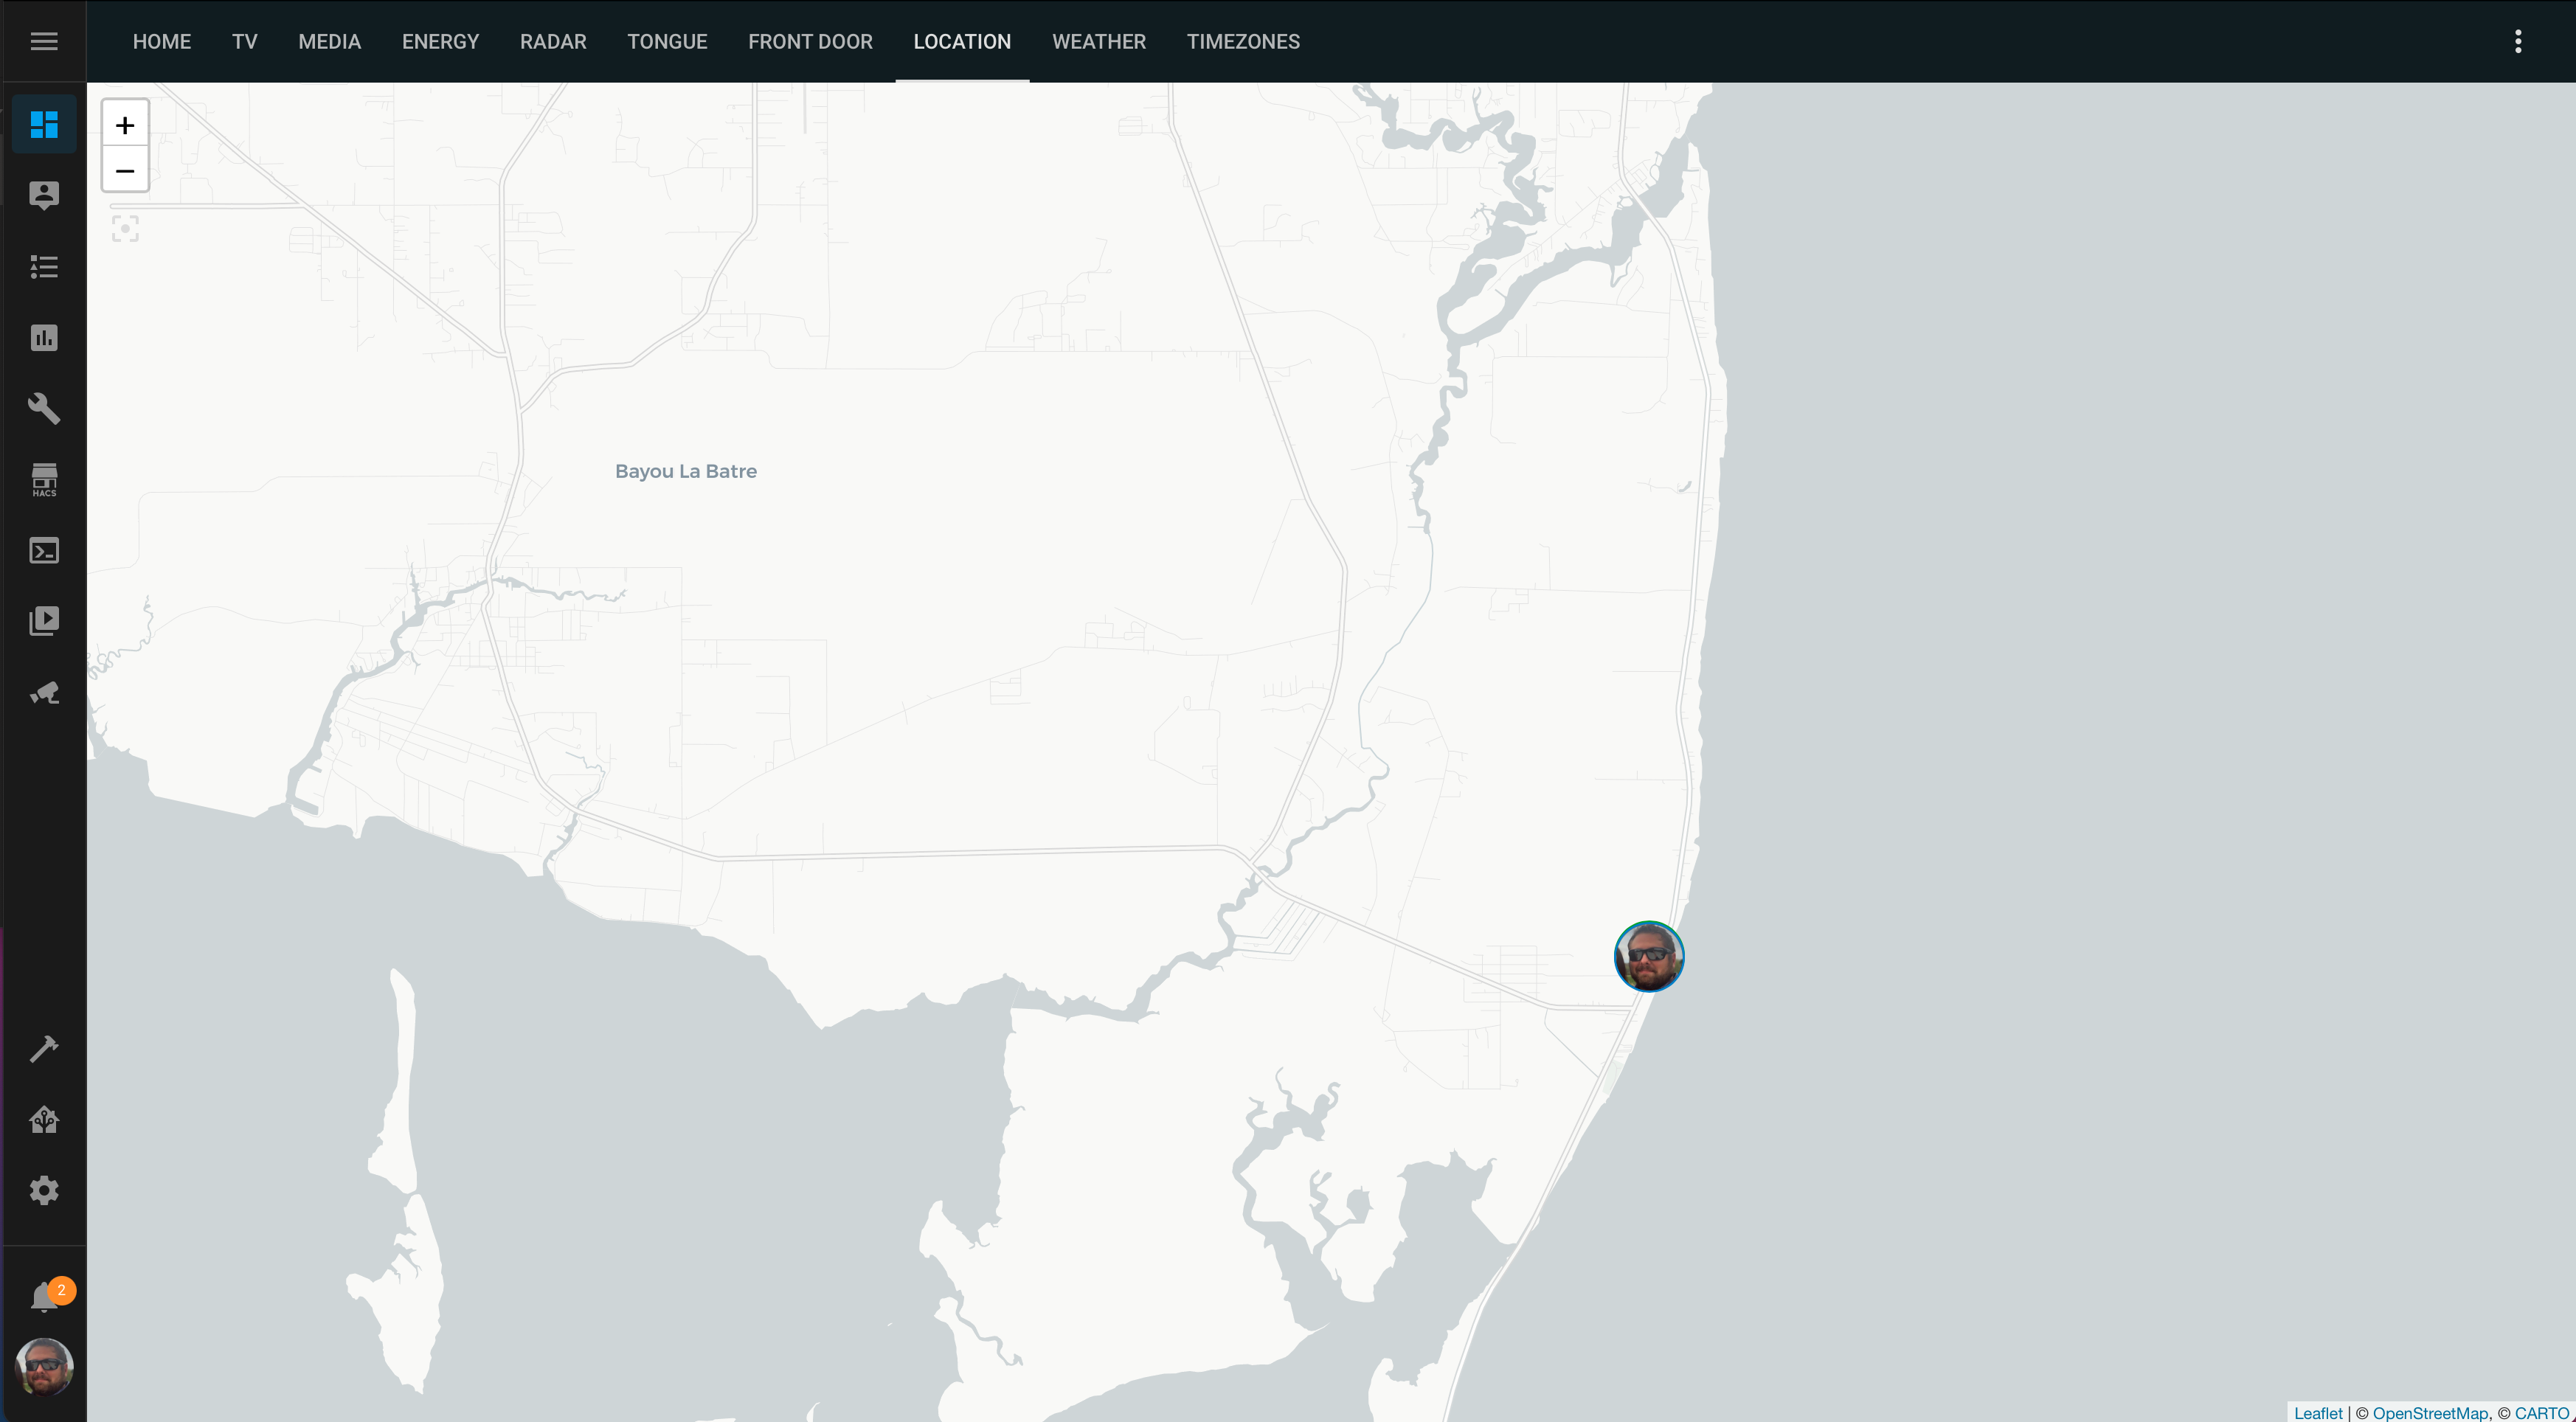 HOME TV MEDIA ENERGY RADAR TONGUE FRONT DOOR LOCATION WEATHER TIMEZONES
+
−
HACS
Bayou La Batre
2
Leaflet | © OpenStreetMap, © CARTO